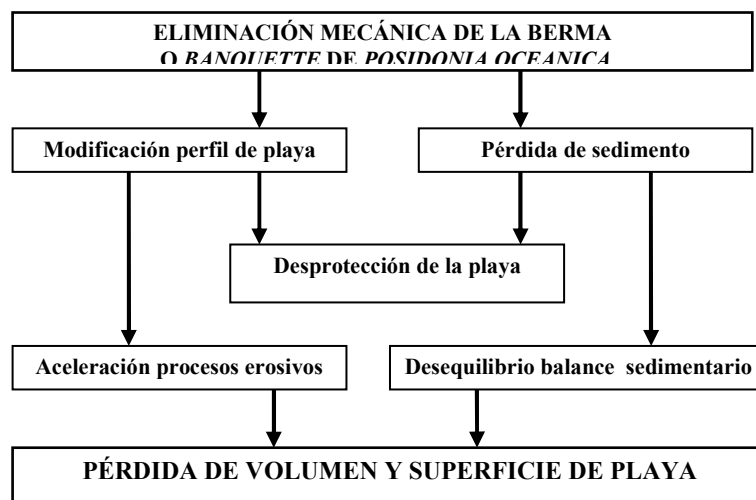 ELIMINACIÓN MECÁNICA DE LA BERMA
O BANQUETTE DE POSIDONIA OCEANICA
Modificación perfil de playa
Pérdida de sedimento
Desprotección de la playa
Aceleración procesos erosivos
Desequilibrio balance sedimentario
PÉRDIDA DE VOLUMEN Y SUPERFICIE DE PLAYA